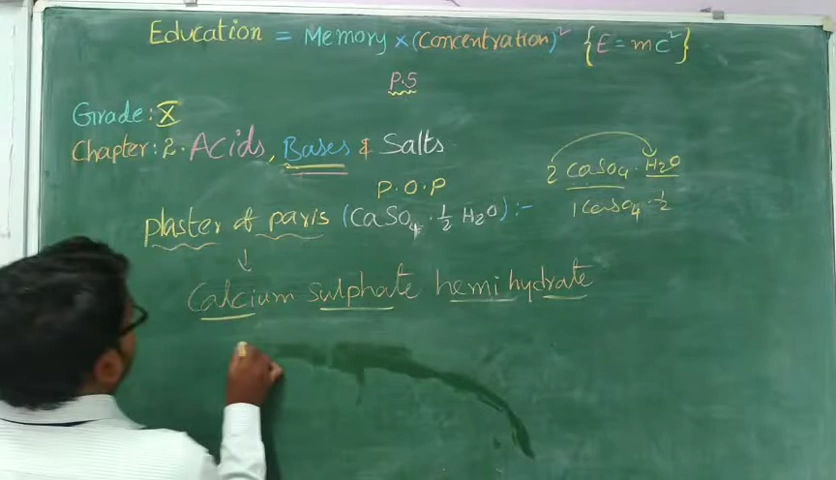 Education = Memory × (Concentration)² {E = mc²}
P.5
Grade: X
Chapter: 2. Acids, Bases & Salts
2 CaSO₄ · H₂O
1 CaSO₄ · ½
P.O.P
plaster of paris (CaSO₄ · ½ H₂O) :-
↓
Calcium sulphate hemihydrate